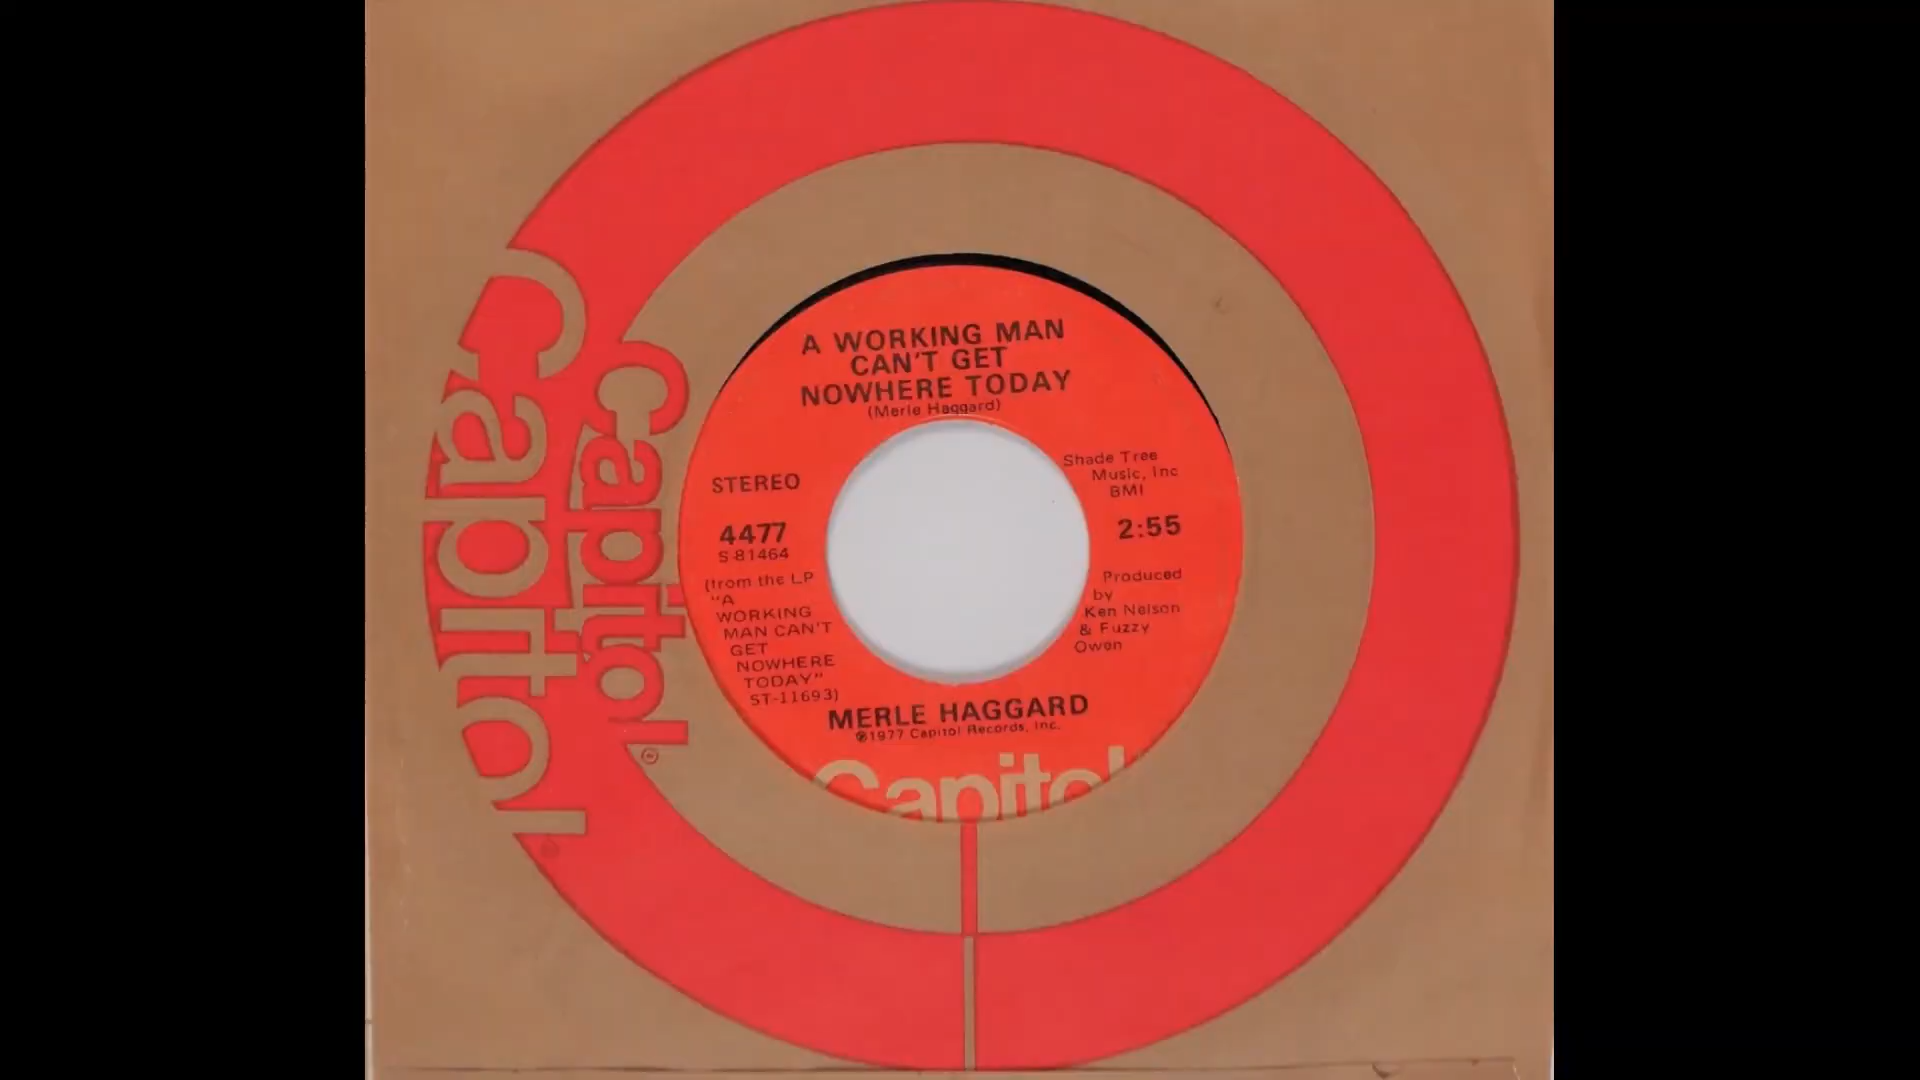 A WORKING MAN
CAN'T GET
NOWHERE TODAY
(Merle Haggard)
STEREO
4477
S-81464
(from the LP
"A
WORKING
MAN CAN'T
GET
NOWHERE
TODAY"
ST-11693)
Shade Tree
Music, Inc
BMI
2:55
Produced
by
Ken Nelson
& Fuzzy
Owen
MERLE HAGGARD
℗1977 Capitol Records, Inc.
Capitol
Capitol
Capitol